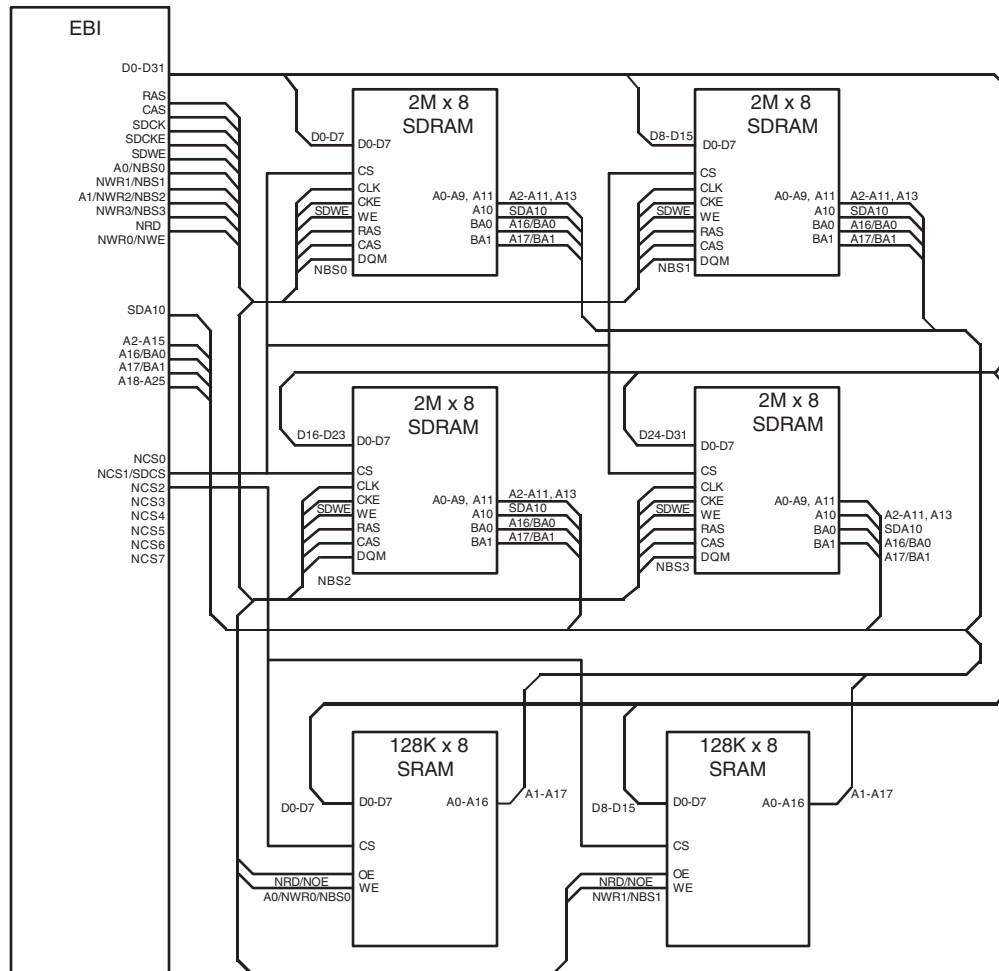 EBI
D0-D31
RAS
CAS
SDCK
SDCKE
SDWE
A0/NBS0
NWR1/NBS1
A1/NWR2/NBS2
NWR3/NBS3
NRD
NWR0/NWE
SDA10
A2-A15
A16/BA0
A17/BA1
A18-A25
NCS0
NCS1/SDCS
NCS2
NCS3
NCS4
NCS5
NCS6
NCS7
2M x 8
SDRAM
D0-D7
D0-D7
CS
CLK
CKE
SDWE
WE
RAS
CAS
DQM
NBS0
A0-A9, A11
A10
BA0
BA1
A2-A11, A13
SDA10
A16/BA0
A17/BA1
2M x 8
SDRAM
D8-D15
D0-D7
CS
CLK
CKE
SDWE
WE
RAS
CAS
DQM
NBS1
A0-A9, A11
A10
BA0
BA1
A2-A11, A13
SDA10
A16/BA0
A17/BA1
2M x 8
SDRAM
D16-D23
D0-D7
CS
CLK
CKE
SDWE
WE
RAS
CAS
DQM
NBS2
A0-A9, A11
A10
BA0
BA1
A2-A11, A13
SDA10
A16/BA0
A17/BA1
2M x 8
SDRAM
D24-D31
D0-D7
CS
CLK
CKE
SDWE
WE
RAS
CAS
DQM
NBS3
A0-A9, A11
A10
BA0
BA1
A2-A11, A13
SDA10
A16/BA0
A17/BA1
128K x 8
SRAM
D0-D7
D0-D7
A0-A16
A1-A17
CS
OE
NRD/NOE
WE
A0/NWR0/NBS0
128K x 8
SRAM
D8-D15
D0-D7
A0-A16
A1-A17
CS
OE
NRD/NOE
WE
NWR1/NBS1